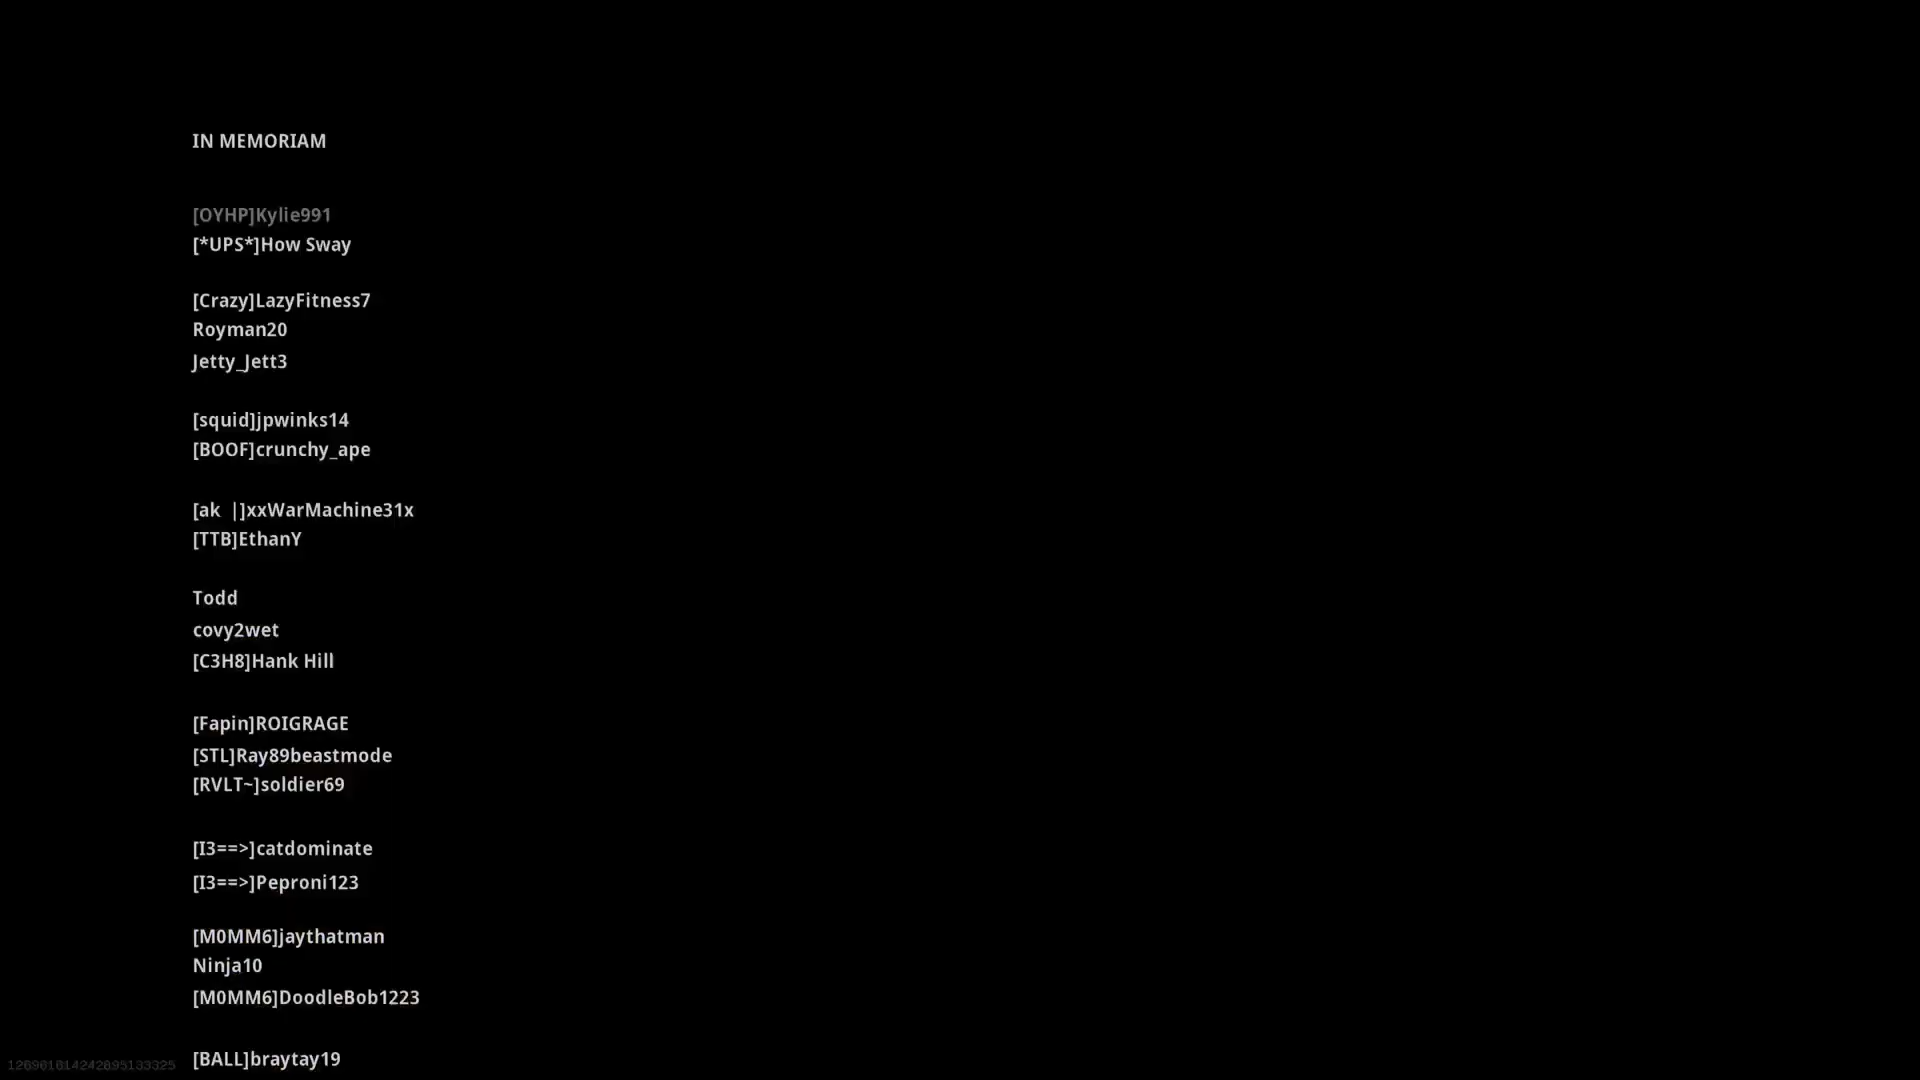 IN MEMORIAM
[OYHP]Kylie991
[*UPS*]How Sway
[Crazy]LazyFitness7
Royman20
Jetty_Jett3
[squid]jpwinks14
[BOOF]crunchy_ape
[ak  |]xxWarMachine31x
[TTB]EthanY
Todd
covy2wet
[C3H8]Hank Hill
[Fapin]ROIGRAGE
[STL]Ray89beastmode
[RVLT~]soldier69
[I3==>]catdominate
[I3==>]Peproni123
[M0MM6]jaythatman
Ninja10
[M0MM6]DoodleBob1223
[BALL]braytay19